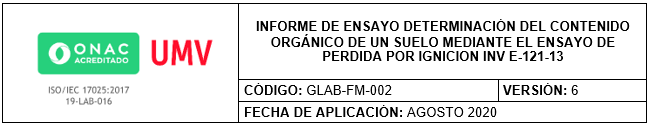 ONAC
ACREDITADO
UMV
ISO/IEC 17025:2017
19-LAB-016
INFORME DE ENSAYO DETERMINACIÓN DEL CONTENIDO
ORGÁNICO DE UN SUELO MEDIANTE EL ENSAYO DE
PERDIDA POR IGNICION INV E-121-13
CÓDIGO: GLAB-FM-002
VERSIÓN: 6
FECHA DE APLICACIÓN: AGOSTO 2020